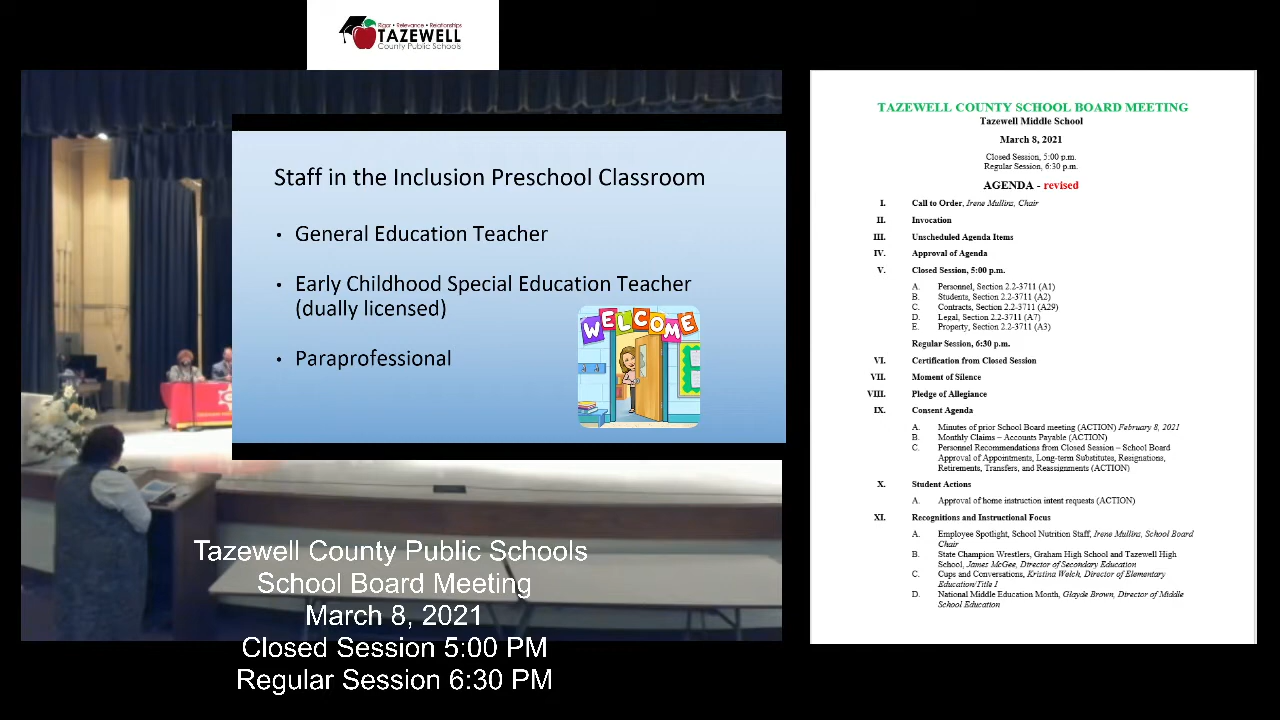 Rigor • Relevance • Relationships
TAZEWELL
County Public Schools
Staff in the Inclusion Preschool Classroom
• General Education Teacher
• Early Childhood Special Education Teacher
(dually licensed)
• Paraprofessional
WELCOME
Tazewell County Public Schools
School Board Meeting
March 8, 2021
Closed Session 5:00 PM
Regular Session 6:30 PM
TAZEWELL COUNTY SCHOOL BOARD MEETING
Tazewell Middle School
March 8, 2021
Closed Session, 5:00 p.m.
Regular Session, 6:30 p.m.
AGENDA - revised
I. Call to Order, Irene Mullins, Chair
II. Invocation
III. Unscheduled Agenda Items
IV. Approval of Agenda
V. Closed Session, 5:00 p.m.
A. Personnel, Section 2.2-3711 (A1)
B. Students, Section 2.2-3711 (A2)
C. Contracts, Section 2.2-3711 (A29)
D. Legal, Section 2.2-3711 (A7)
E. Property, Section 2.2-3711 (A3)
Regular Session, 6:30 p.m.
VI. Certification from Closed Session
VII. Moment of Silence
VIII. Pledge of Allegiance
IX. Consent Agenda
A. Minutes of prior School Board meeting (ACTION) February 8, 2021
B. Monthly Claims – Accounts Payable (ACTION)
C. Personnel Recommendations from Closed Session – School Board
Approval of Appointments, Long-term Substitutes, Resignations,
Retirements, Transfers, and Reassignments (ACTION)
X. Student Actions
A. Approval of home instruction intent requests (ACTION)
XI. Recognitions and Instructional Focus
A. Employee Spotlight, School Nutrition Staff, Irene Mullins, School Board
Chair
B. State Champion Wrestlers, Graham High School and Tazewell High
School, James McGee, Director of Secondary Education
C. Cups and Conversations, Kristina Welch, Director of Elementary
Education/Title I
D. National Middle Education Month, Glayde Brown, Director of Middle
School Education